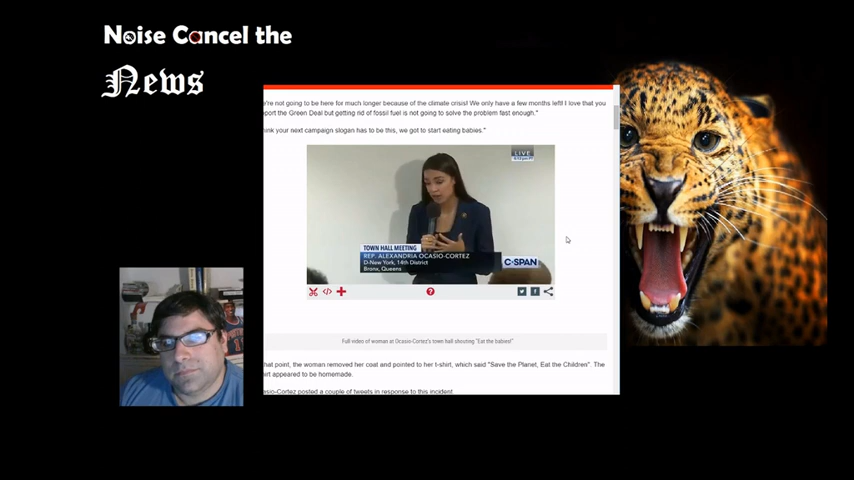 Noise Cancel the
News
e're not going to be here for much longer because of the climate crisis! We only have a few months left! I love that you
port the Green Deal but getting rid of fossil fuel is not going to solve the problem fast enough."
hink your next campaign slogan has to be this, we got to start eating babies."
LIVE
TOWN HALL MEETING
REP. ALEXANDRIA OCASIO-CORTEZ
D-New York, 14th District
Bronx, Queens
C-SPAN
Full video of woman at Ocasio-Cortez's town hall shouting "Eat the babies!"
hat point, the woman removed her coat and pointed to her t-shirt, which said "Save the Planet, Eat the Children". The
irt appeared to be homemade.
asio-Cortez posted a couple of tweets in response to this incident